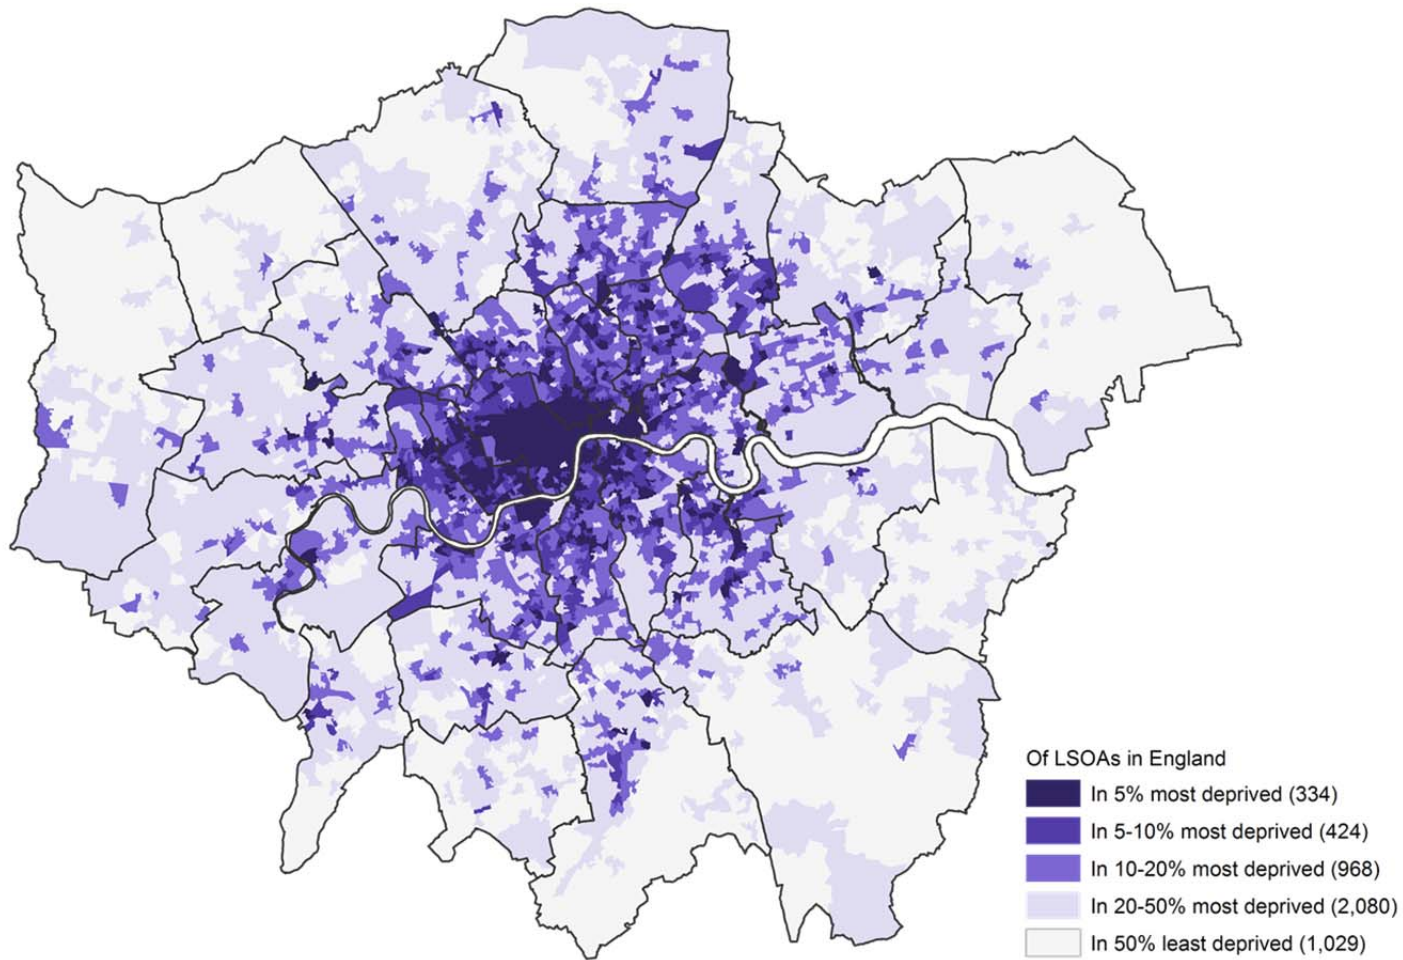 Of LSOAs in England
In 5% most deprived (334)
In 5-10% most deprived (424)
In 10-20% most deprived (968)
In 20-50% most deprived (2,080)
In 50% least deprived (1,029)